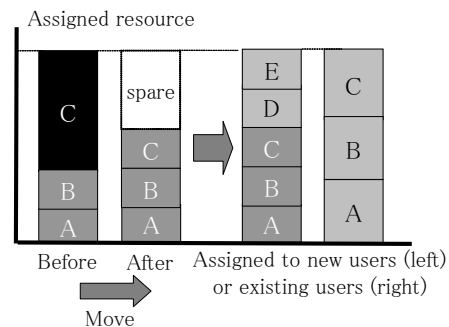 Assigned resource
C
B
A
spare
C
B
A
E
D
C
B
A
C
B
A
Before
After
Assigned to new users (left)
or existing users (right)
Move